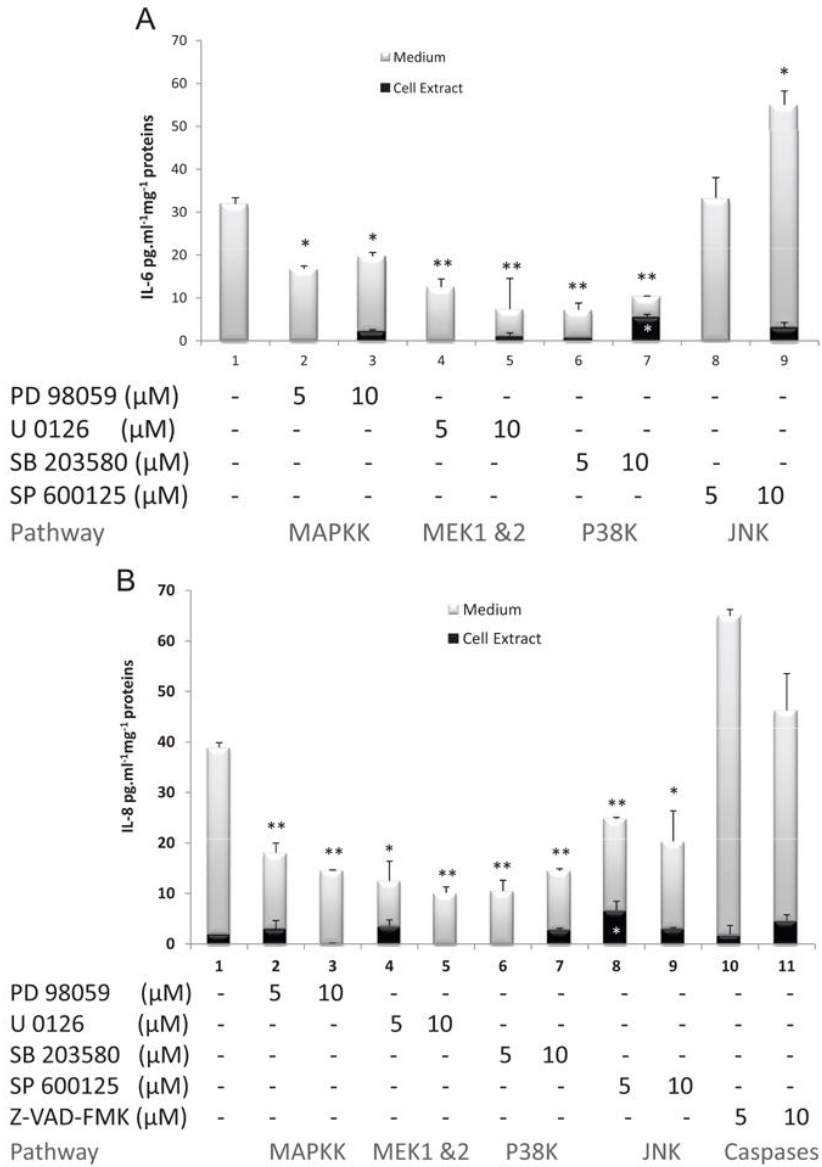 A
70
60
50
40
30
20
10
0
IL-6 pg.ml-1mg-1 proteins
Medium
Cell Extract
* * ** ** ** ** * *
1 2 3 4 5 6 7 8 9
PD 98059 (μM) - 5 10 - - - - - -
U 0126 (μM) - - - 5 10 - - - -
SB 203580 (μM) - - - - - 5 10 - -
SP 600125 (μM) - - - - - - - 5 10
Pathway MAPKK MEK1 &2 P38K JNK
B
70
60
50
40
30
20
10
0
IL-8 pg.ml-1mg-1 proteins
Medium
Cell Extract
** ** * ** ** ** ** * *
1 2 3 4 5 6 7 8 9 10 11
PD 98059 (μM) - 5 10 - - - - - - - -
U 0126 (μM) - - - 5 10 - - - - - -
SB 203580 (μM) - - - - - 5 10 - - - -
SP 600125 (μM) - - - - - - - 5 10 - -
Z-VAD-FMK (μM) - - - - - - - - - 5 10
Pathway MAPKK MEK1 &2 P38K JNK Caspases